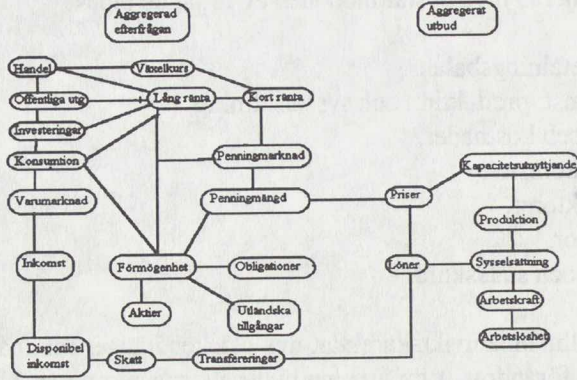 Aggregerad
efterfrågan
Aggregerat
utbud
Handel
Växelkurs
Offentliga utg
Lång ränta
Kort ränta
Investeringar
Konsumtion
Penningmarknad
Kapacitetsutnyttjande
Varumarknad
Penningmängd
Priser
Produktion
Inkomst
Förmögenhet
Obligationer
Löner
Sysselsättning
Aktier
Utländska
tillgångar
Arbetskraft
Arbetslöshet
Disponibel
inkomst
Skatt
Transfereringar